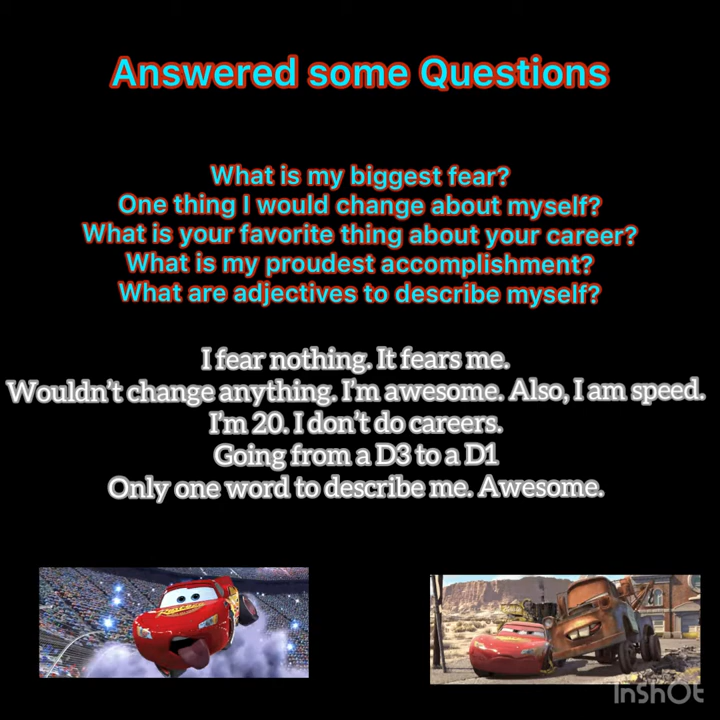 Answered some Questions
What is my biggest fear?
One thing I would change about myself?
What is your favorite thing about your career?
What is my proudest accomplishment?
What are adjectives to describe myself?
I fear nothing. It fears me.
Wouldn't change anything. I'm awesome. Also, I am speed.
I'm 20. I don't do careers.
Going from a D3 to a D1
Only one word to describe me. Awesome.
InShOt